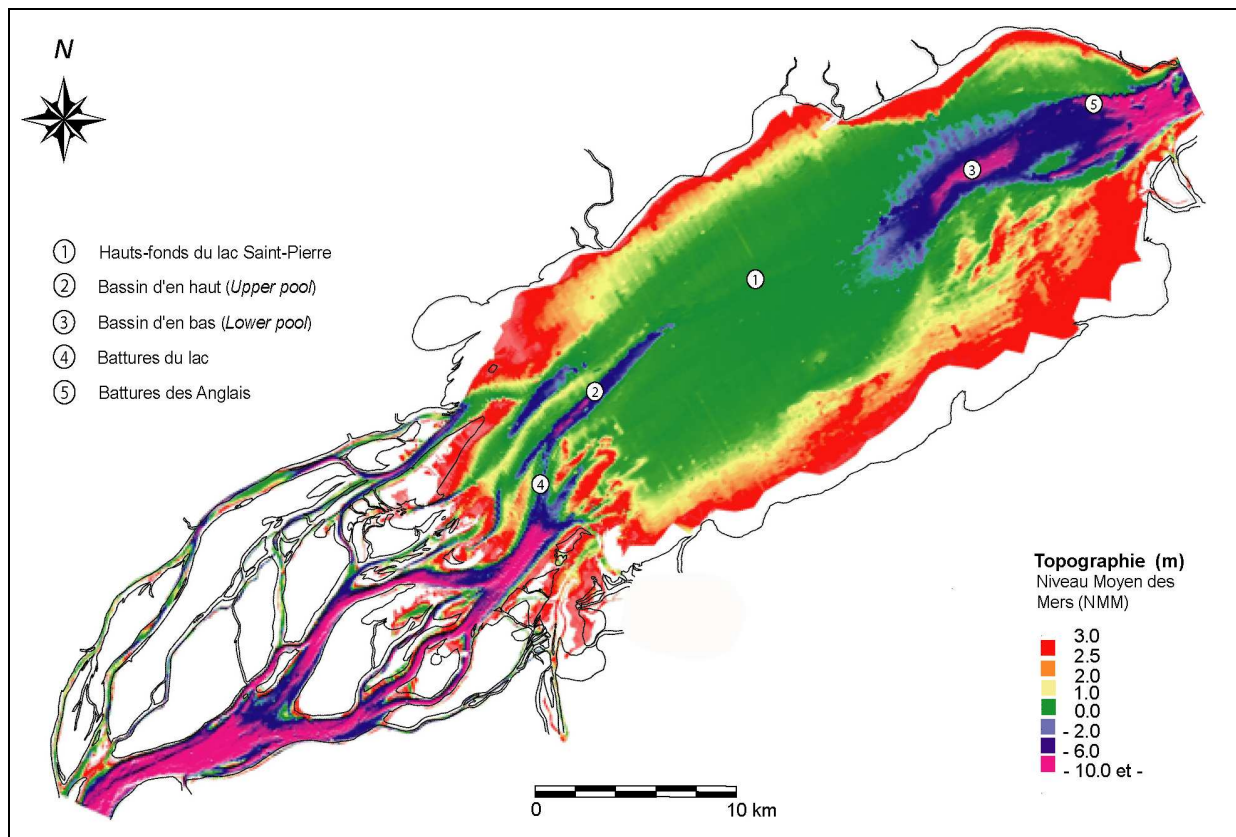 N
1 Hauts-fonds du lac Saint-Pierre
2 Bassin d'en haut (Upper pool)
3 Bassin d'en bas (Lower pool)
4 Battures du lac
5 Battures des Anglais
5
3
1
2
4
Topographie (m)
Niveau Moyen des
Mers (NMM)
3.0
2.5
2.0
1.0
0.0
- 2.0
- 6.0
- 10.0 et -
0 10 km